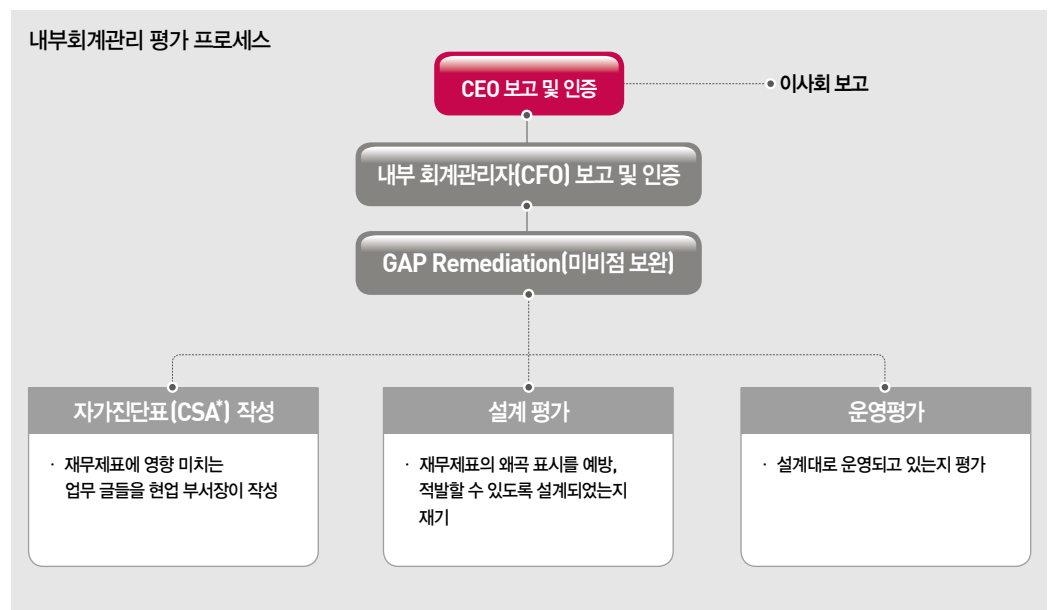 내부회계관리 평가 프로세스
CEO 보고 및 인증
이사회 보고
내부 회계관리자(CFO) 보고 및 인증
GAP Remediation(미비점 보완)
자가진단표(CSA*) 작성
· 재무제표에 영향 미치는
업무 글들을 현업 부서장이 작성
설계 평가
· 재무제표의 왜곡 표시를 예방,
적발할 수 있도록 설계되었는지
재기
운영평가
· 설계대로 운영되고 있는지 평가